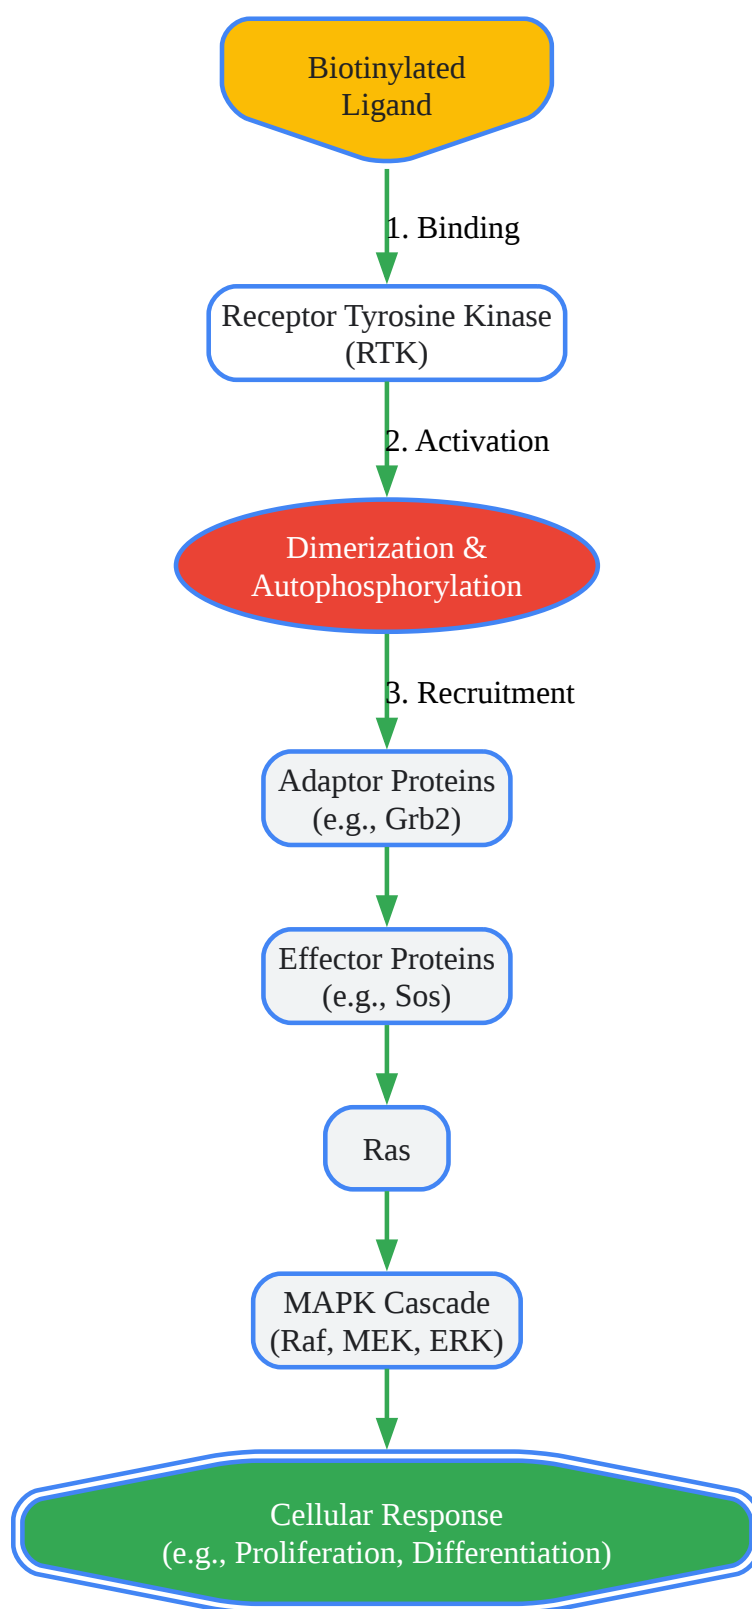 Biotinylated
Ligand
1. Binding
Receptor Tyrosine Kinase
(RTK)
2. Activation
Dimerization &
Autophosphorylation
3. Recruitment
Adaptor Proteins
(e.g., Grb2)
Effector Proteins
(e.g., Sos)
Ras
MAPK Cascade
(Raf, MEK, ERK)
Cellular Response
(e.g., Proliferation, Differentiation)